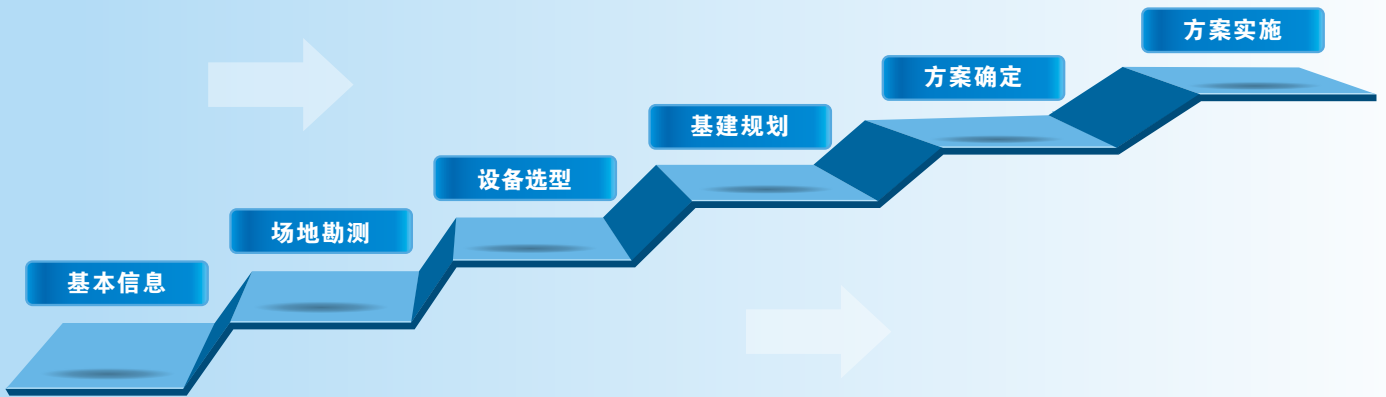 基本信息
场地勘测
设备选型
基建规划
方案确定
方案实施